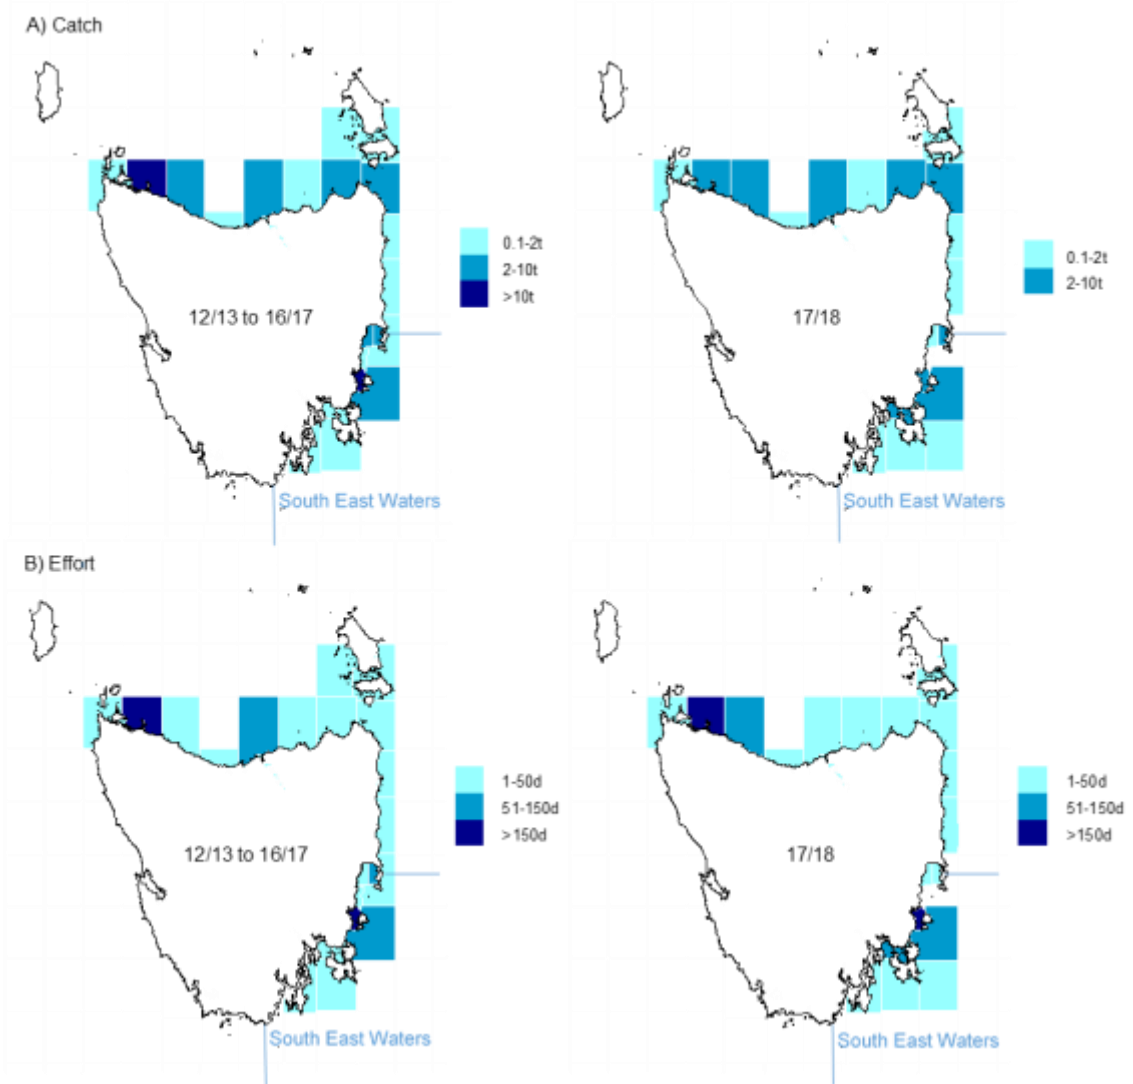 A) Catch
0.1-2t
2-10t
>10t
12/13 to 16/17
South East Waters
0.1-2t
2-10t
17/18
South East Waters
B) Effort
1-50d
51-150d
>150d
12/13 to 16/17
South East Waters
1-50d
51-150d
>150d
17/18
South East Waters